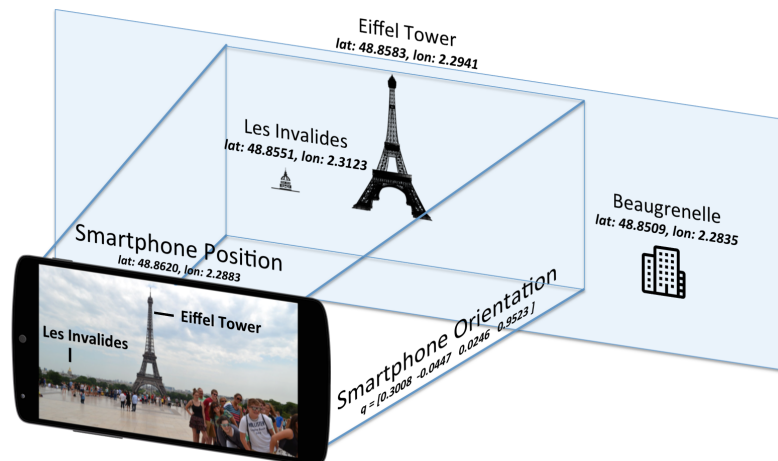 Eiffel Tower
lat: 48.8583, lon: 2.2941
Les Invalides
lat: 48.8551, lon: 2.3123
Beaugrenelle
lat: 48.8509, lon: 2.2835
Smartphone Position
lat: 48.8620, lon: 2.2883
Smartphone Orientation
q = [0.3008 -0.0447 0.0246 0.9523 ]
Eiffel Tower
Les Invalides